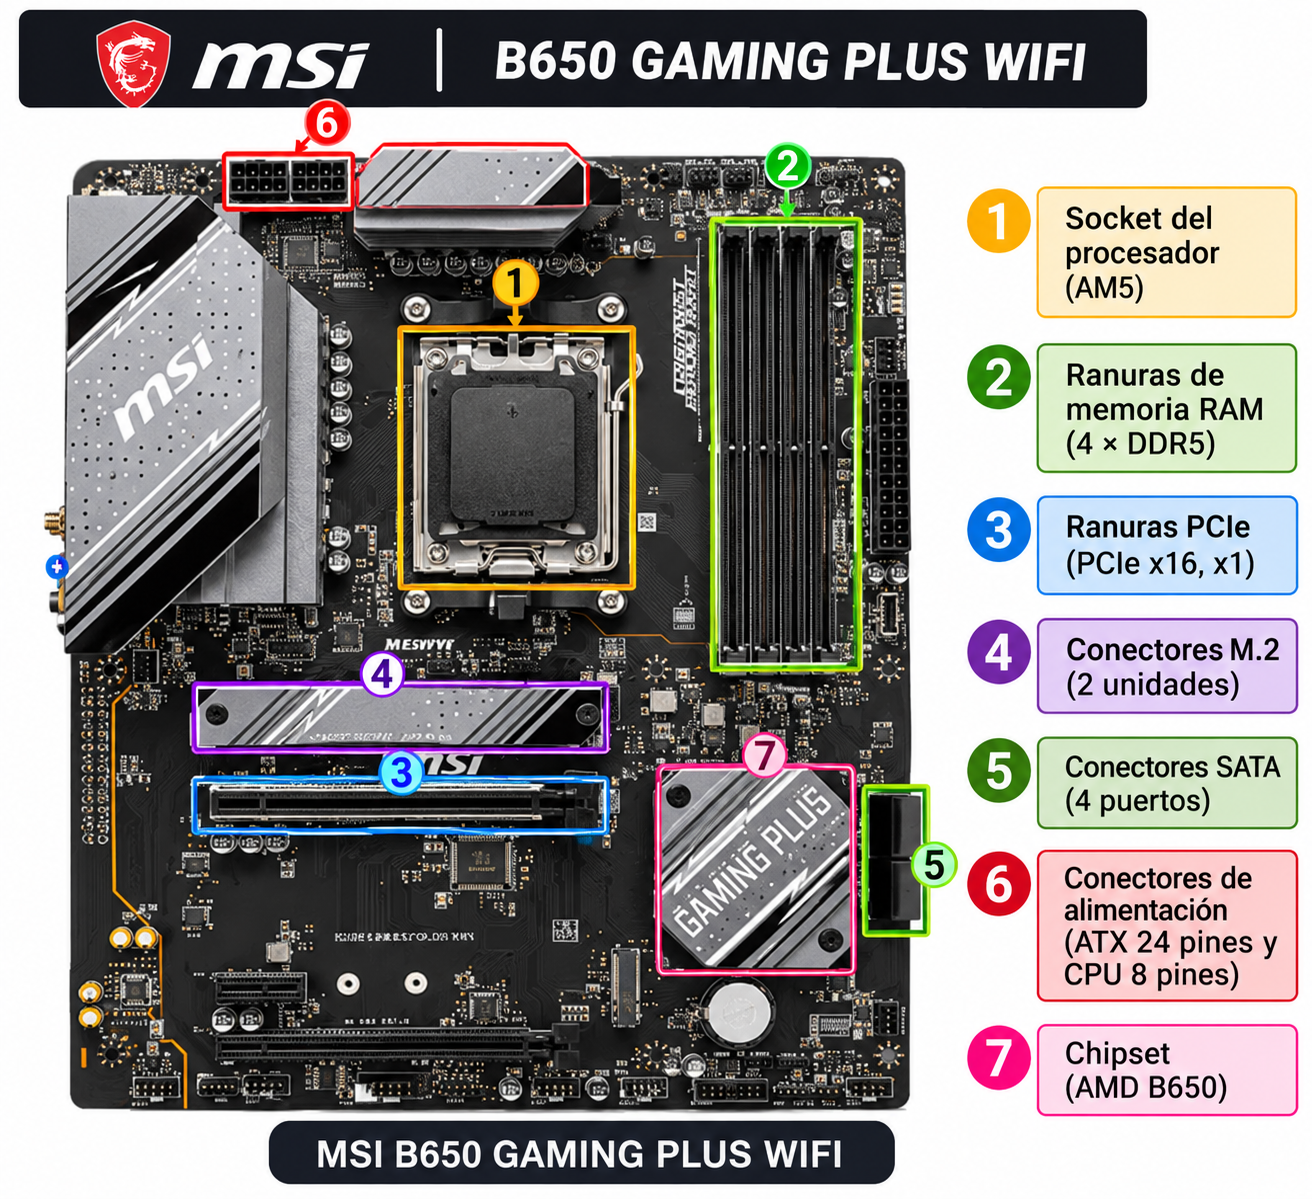 msi | B650 GAMING PLUS WIFI
6
2
1
msi
4
msi
3
7
GAMING PLUS
5
1
Socket del
procesador
(AM5)
2
Ranuras de
memoria RAM
(4 × DDR5)
3
Ranuras PCIe
(PCIe x16, x1)
4
Conectores M.2
(2 unidades)
5
Conectores SATA
(4 puertos)
6
Conectores de
alimentación
(ATX 24 pines y
CPU 8 pines)
7
Chipset
(AMD B650)
MSI B650 GAMING PLUS WIFI